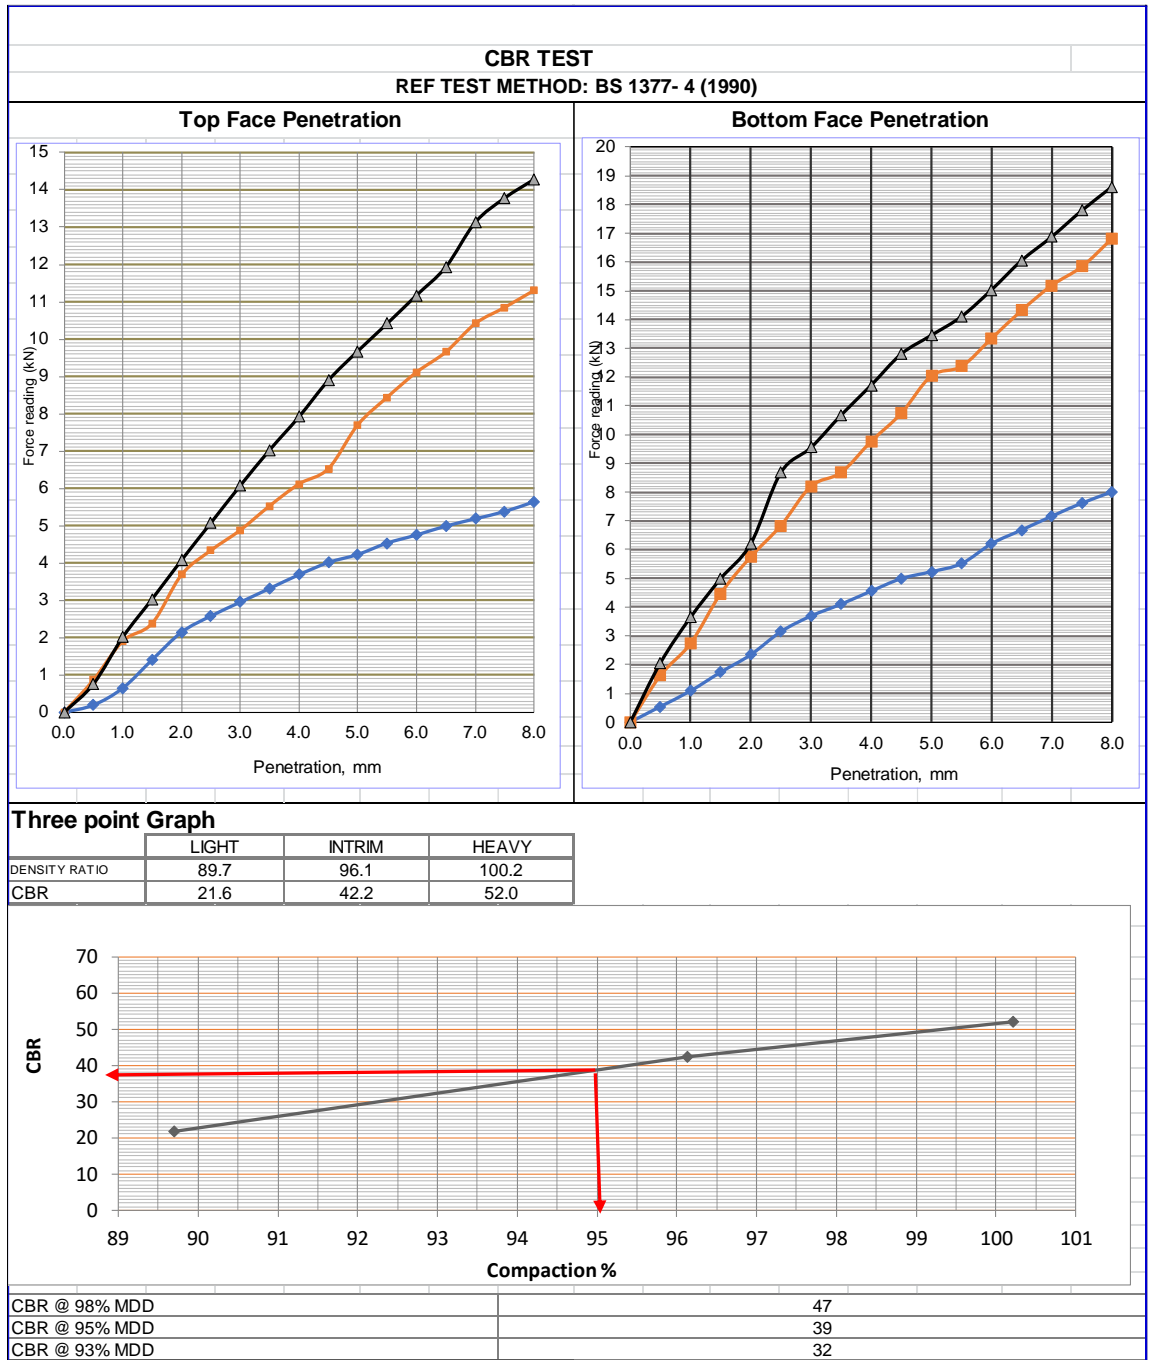 CBR TEST
REF TEST METHOD: BS 1377- 4 (1990)
Top Face Penetration
15
14
13
12
11
10
9
8
7
6
5
4
3
2
1
0
Force reading (kN)
0.0 1.0 2.0 3.0 4.0 5.0 6.0 7.0 8.0
Penetration, mm
Bottom Face Penetration
20
19
18
17
16
15
14
13
12
11
10
9
8
7
6
5
4
3
2
1
0
Force reading (kN)
0.0 1.0 2.0 3.0 4.0 5.0 6.0 7.0 8.0
Penetration, mm
Three point Graph
LIGHT INTRIM HEAVY
DENSITY RATIO 89.7 96.1 100.2
CBR 21.6 42.2 52.0
70
60
50
40
30
20
10
0
CBR
89 90 91 92 93 94 95 96 97 98 99 100 101
Compaction %
CBR @ 98% MDD 47
CBR @ 95% MDD 39
CBR @ 93% MDD 32